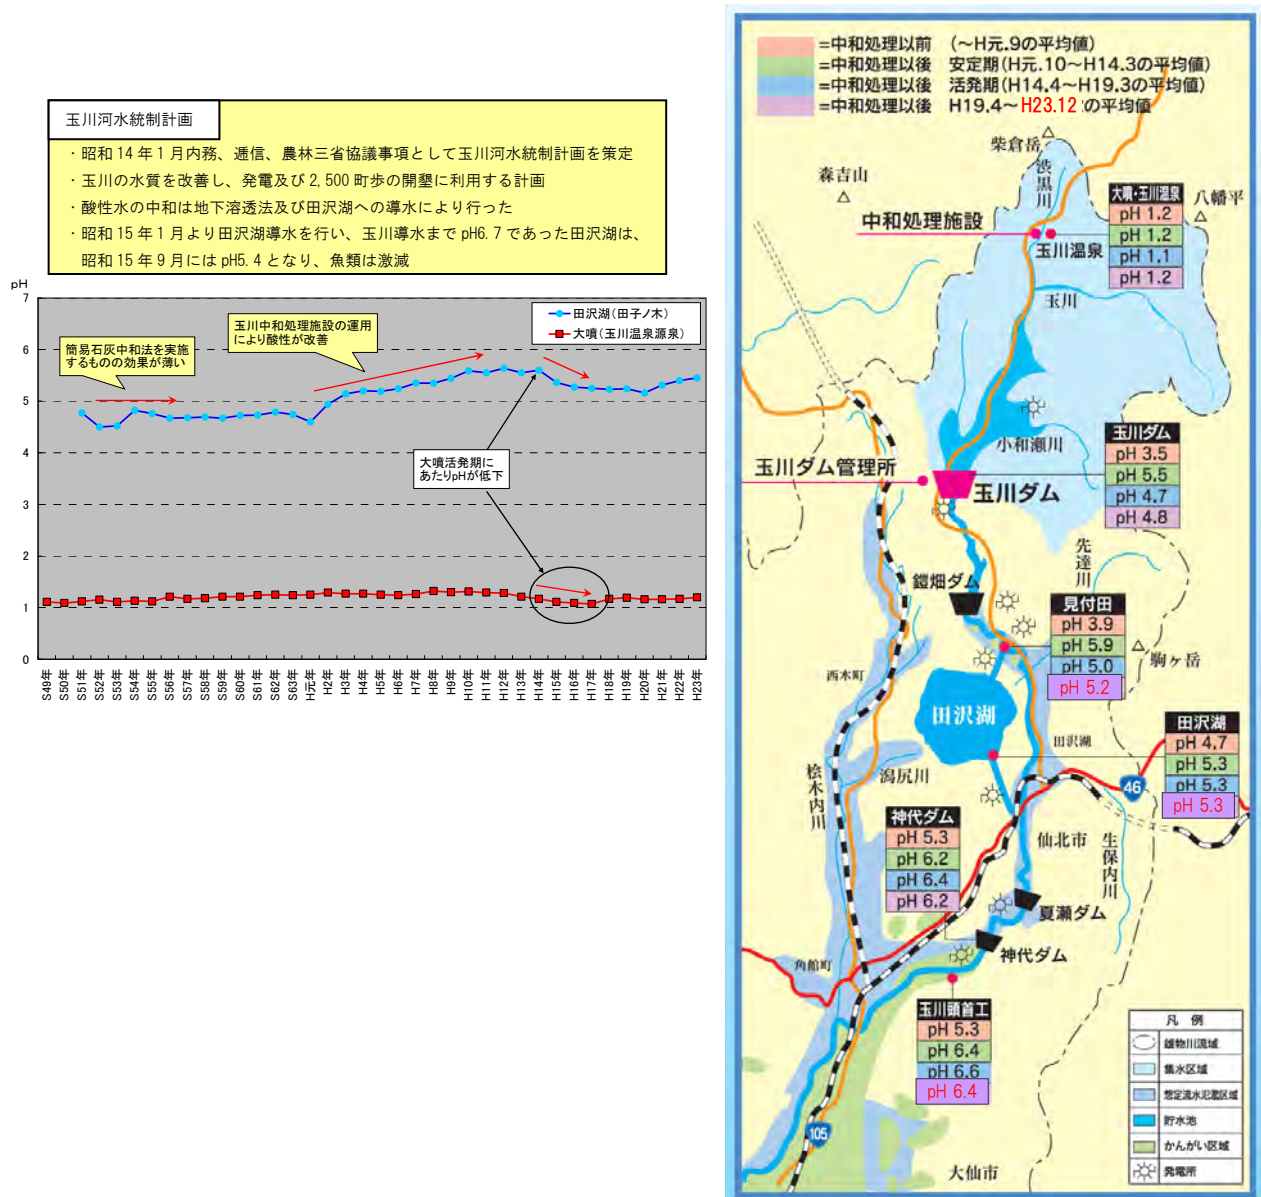 玉川河水統制計画
・昭和14年1月内務、逓信、農林三省協議事項として玉川河水統制計画を策定
・玉川の水質を改善し、発電及び2,500町歩の開墾に利用する計画
・酸性水の中和は地下溶透法及び田沢湖への導水により行った
・昭和15年1月より田沢湖導水を行い、玉川導水までpH6.7であった田沢湖は、
昭和15年9月にはpH5.4となり、魚類は激減
pH
7
6
5
4
3
2
1
0
簡易石灰中和法を実施
するものの効果が薄い
玉川中和処理施設の運用
により酸性が改善
田沢湖(田子ノ木)
大噴(玉川温泉源泉)
大噴活発期に
あたりpHが低下
S49年
S50年
S51年
S52年
S53年
S54年
S55年
S56年
S57年
S58年
S59年
S60年
S61年
S62年
S63年
H元年
H2年
H3年
H4年
H5年
H6年
H7年
H8年
H9年
H10年
H11年
H12年
H13年
H14年
H15年
H16年
H17年
H18年
H19年
H20年
H21年
H22年
H23年
=中和処理以前 (~H元.9の平均値)
=中和処理以後 安定期(H元.10~H14.3の平均値)
=中和処理以後 活発期(H14.4~H19.3の平均値)
=中和処理以後 H19.4~H23.12の平均値
柴倉岳
森吉山
渋黒川
八幡平
大噴・玉川温泉
pH 1.2
pH 1.2
pH 1.1
pH 1.2
中和処理施設
玉川温泉
玉川
小和瀬川
玉川ダム
pH 3.5
pH 5.5
pH 4.7
pH 4.8
玉川ダム管理所
玉川ダム
先達川
鎧畑ダム
見付田
pH 3.9
pH 5.9
pH 5.0
pH 5.2
駒ヶ岳
西木町
田沢湖
田沢湖
田沢湖
pH 4.7
pH 5.3
pH 5.3
pH 5.3
46
潟尻川
桧木内川
神代ダム
pH 5.3
pH 6.2
pH 6.4
pH 6.2
仙北市
生保内川
夏瀬ダム
神代ダム
角館町
玉川頭首工
pH 5.3
pH 6.4
pH 6.6
pH 6.4
105
大仙市
凡 例
雄物川流域
集水区域
想定流水氾濫区域
貯水池
かんがい区域
発電所